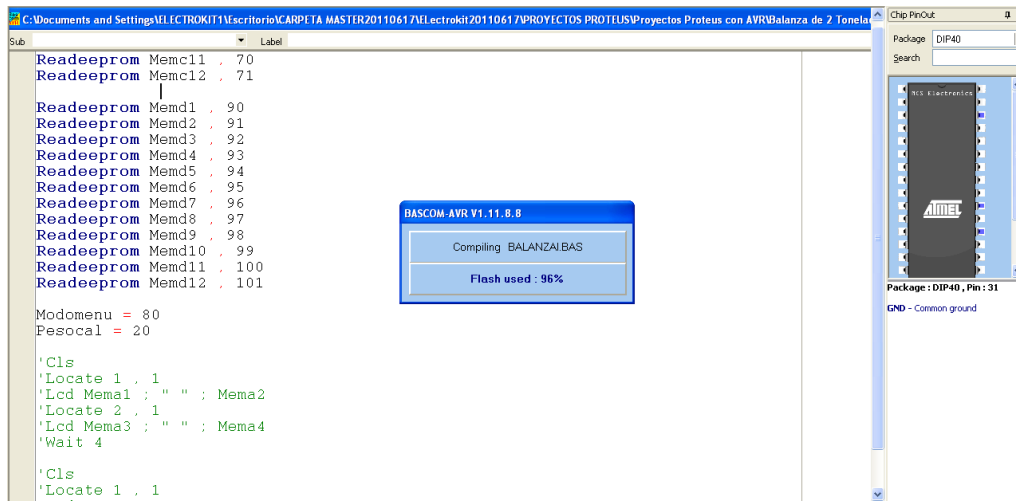 C:\Documents and Settings\ELECTROKIT1\Escritorio\CARPETA MASTER20110617\ELectrokit20110617\PROYECTOS PROTEUS\Proyectos Proteus con AVR\Balanza de 2 Tonela
Sub
Label
Readeeprom Memc11 , 70
Readeeprom Memc12 , 71
Readeeprom Memd1 , 90
Readeeprom Memd2 , 91
Readeeprom Memd3 , 92
Readeeprom Memd4 , 93
Readeeprom Memd5 , 94
Readeeprom Memd6 , 95
Readeeprom Memd7 , 96
Readeeprom Memd8 , 97
Readeeprom Memd9 , 98
Readeeprom Memd10 , 99
Readeeprom Memd11 , 100
Readeeprom Memd12 , 101
Modomenu = 80
Pesocal = 20
'Cls
'Locate 1 , 1
'Lcd Mema1 ; " " ; Mema2
'Locate 2 , 1
'Lcd Mema3 ; " " ; Mema4
'Wait 4
'Cls
'Locate 1 , 1
BASCOM-AVR V1.11.8.8
Compiling BALANZAI.BAS
Flash used : 96%
Chip PinOut
Package DIP40
Search
MCS Electronics
ATMEL
Package : DIP40 , Pin : 31
GND - Common ground